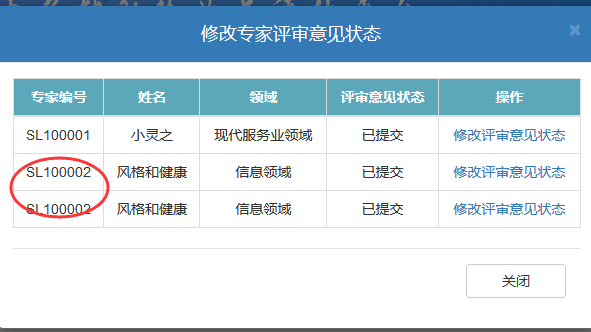 修改专家评审意见状态
×
专家编号 姓名 领域 评审意见状态 操作
SL100001 小灵之 现代服务业领域 已提交 修改评审意见状态
SL100002 风格和健康 信息领域 已提交 修改评审意见状态
SL100002 风格和健康 信息领域 已提交 修改评审意见状态
关闭